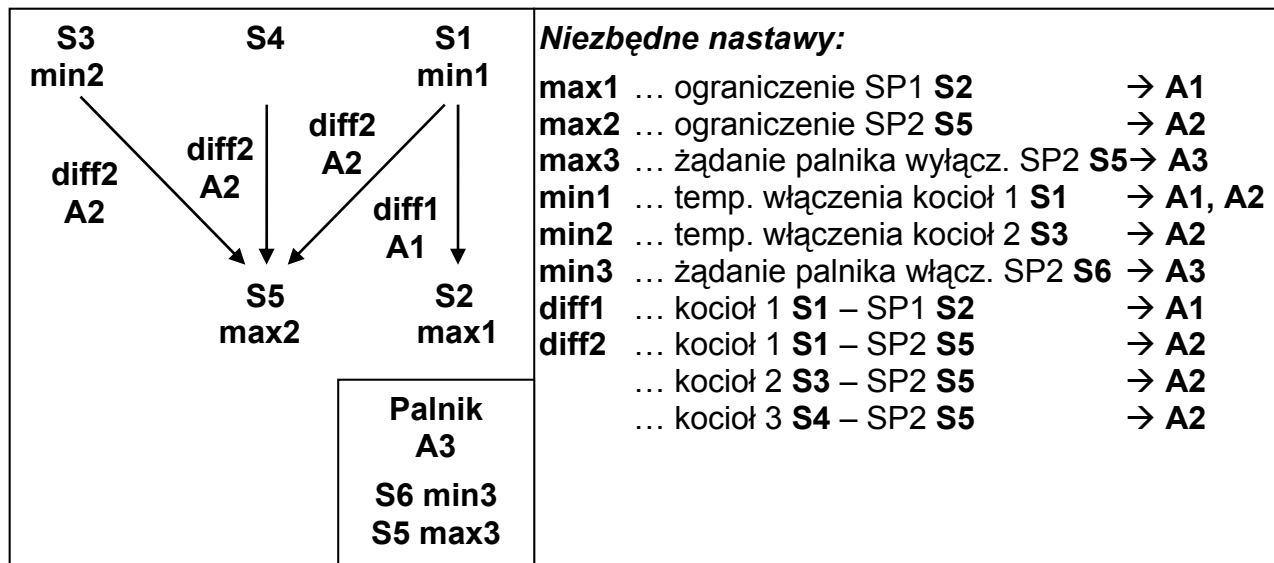 S3 S4 S1
min2 min1
diff2
A2
diff2
A2
diff2
A2
diff1
A1
S5 S2
max2 max1
Palnik
A3
S6 min3
S5 max3
Niezbędne nastawy:
max1 … ograniczenie SP1 S2 → A1
max2 … ograniczenie SP2 S5 → A2
max3 … żądanie palnika wyłącz. SP2 S5→ A3
min1 … temp. włączenia kocioł 1 S1 → A1, A2
min2 … temp. włączenia kocioł 2 S3 → A2
min3 … żądanie palnika włącz. SP2 S6 → A3
diff1 … kocioł 1 S1 – SP1 S2 → A1
diff2 … kocioł 1 S1 – SP2 S5 → A2
… kocioł 2 S3 – SP2 S5 → A2
… kocioł 3 S4 – SP2 S5 → A2